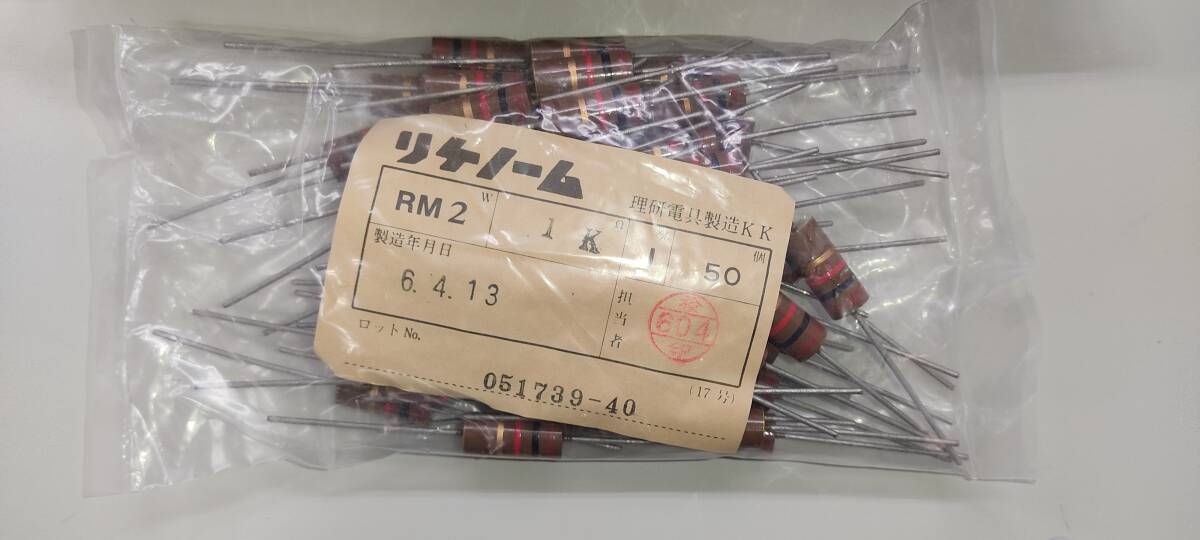 リケノーム
理研電具製造KK
RM2 W 1 K Ω J 50 個
製造年月日
6.4.13
担当者
604
ロットNo.
051739-40
(17号)